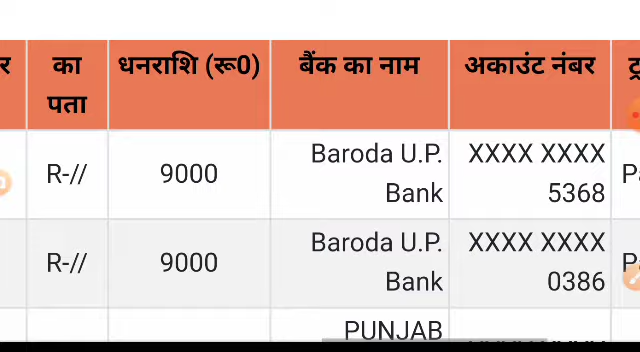 का पता धनराशि (रू0) बैंक का नाम अकाउंट नंबर
R-// 9000 Baroda U.P. Bank XXXX XXXX 5368
R-// 9000 Baroda U.P. Bank XXXX XXXX 0386
PUNJAB